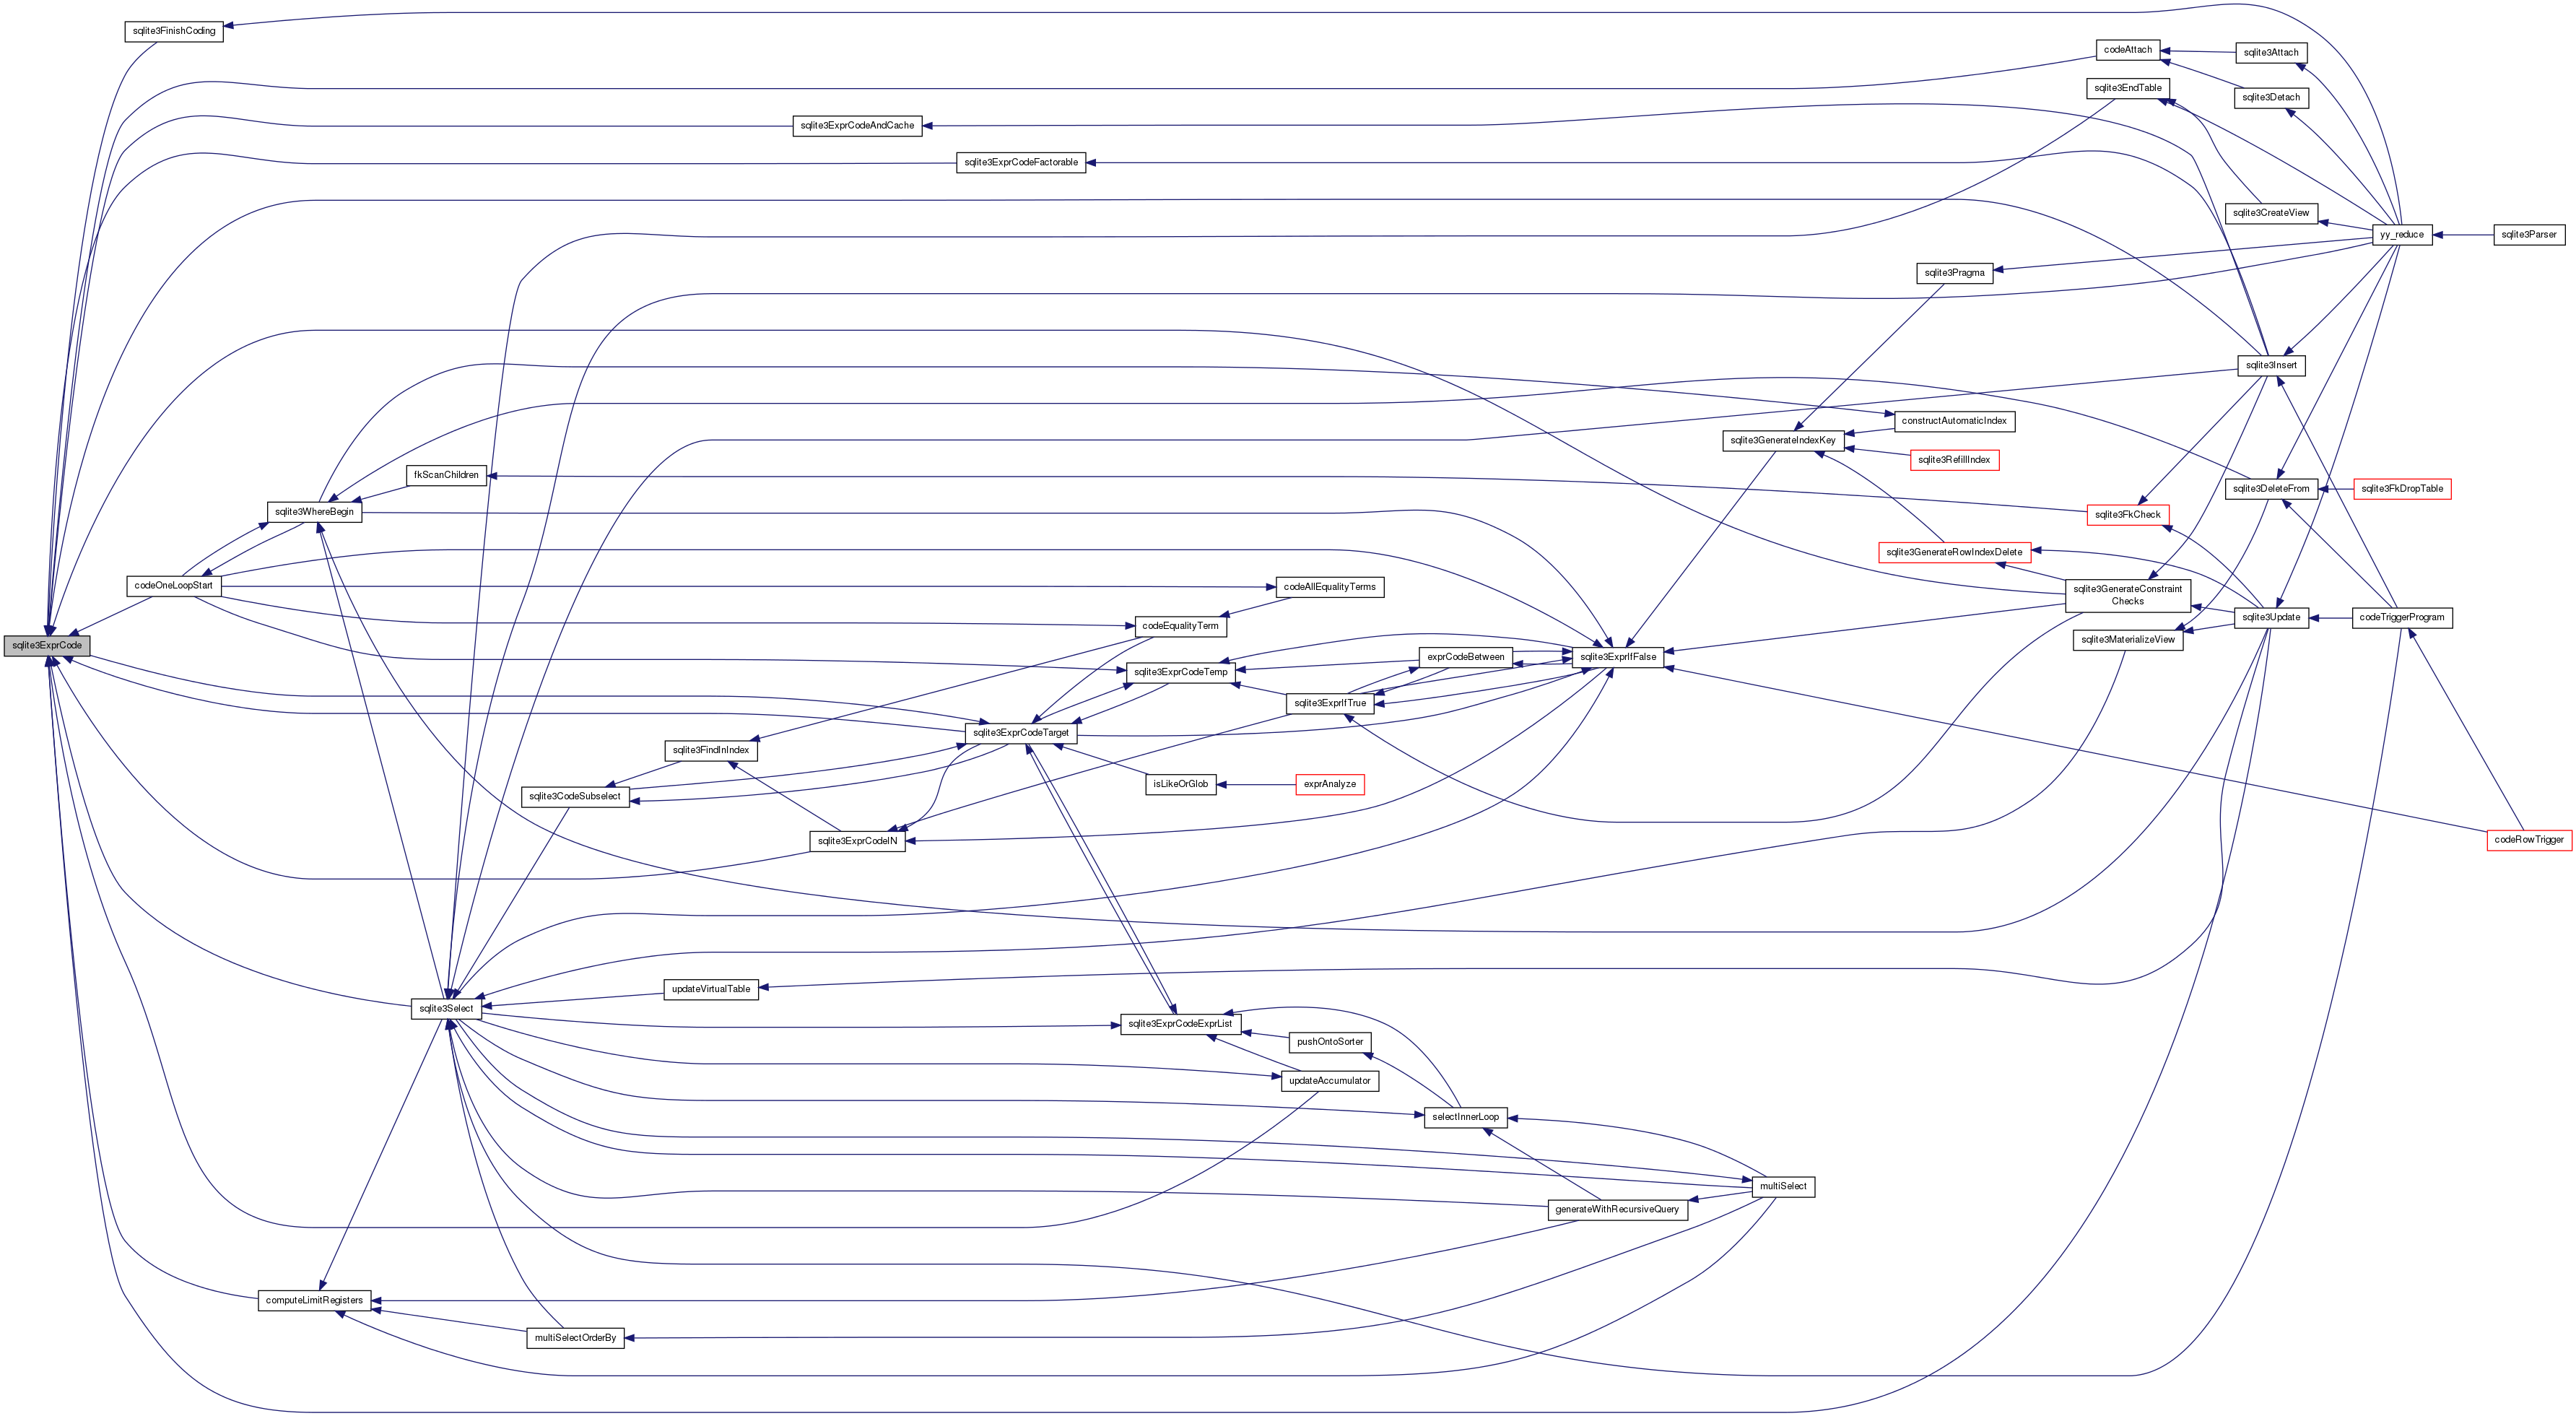 sqlite3FinishCoding
codeAttach
sqlite3Attach
sqlite3EndTable
sqlite3Detach
sqlite3ExprCodeAndCache
sqlite3ExprCodeFactorable
sqlite3CreateView
yy_reduce
sqlite3Parser
sqlite3Pragma
sqlite3Insert
constructAutomaticIndex
sqlite3GenerateIndexKey
sqlite3RefillIndex
fkScanChildren
sqlite3DeleteFrom
sqlite3FkDropTable
sqlite3WhereBegin
sqlite3FkCheck
sqlite3GenerateRowIndexDelete
codeOneLoopStart
codeAllEqualityTerms
sqlite3GenerateConstraint
Checks
sqlite3Update
codeTriggerProgram
codeEqualityTerm
sqlite3MaterializeView
sqlite3ExprCode
exprCodeBetween
sqlite3ExprIfFalse
sqlite3ExprCodeTemp
sqlite3ExprIfTrue
sqlite3ExprCodeTarget
sqlite3FindInIndex
isLikeOrGlob
exprAnalyze
sqlite3CodeSubselect
sqlite3ExprCodeIN
codeRowTrigger
updateVirtualTable
sqlite3Select
sqlite3ExprCodeExprList
pushOntoSorter
updateAccumulator
selectInnerLoop
multiSelect
generateWithRecursiveQuery
computeLimitRegisters
multiSelectOrderBy